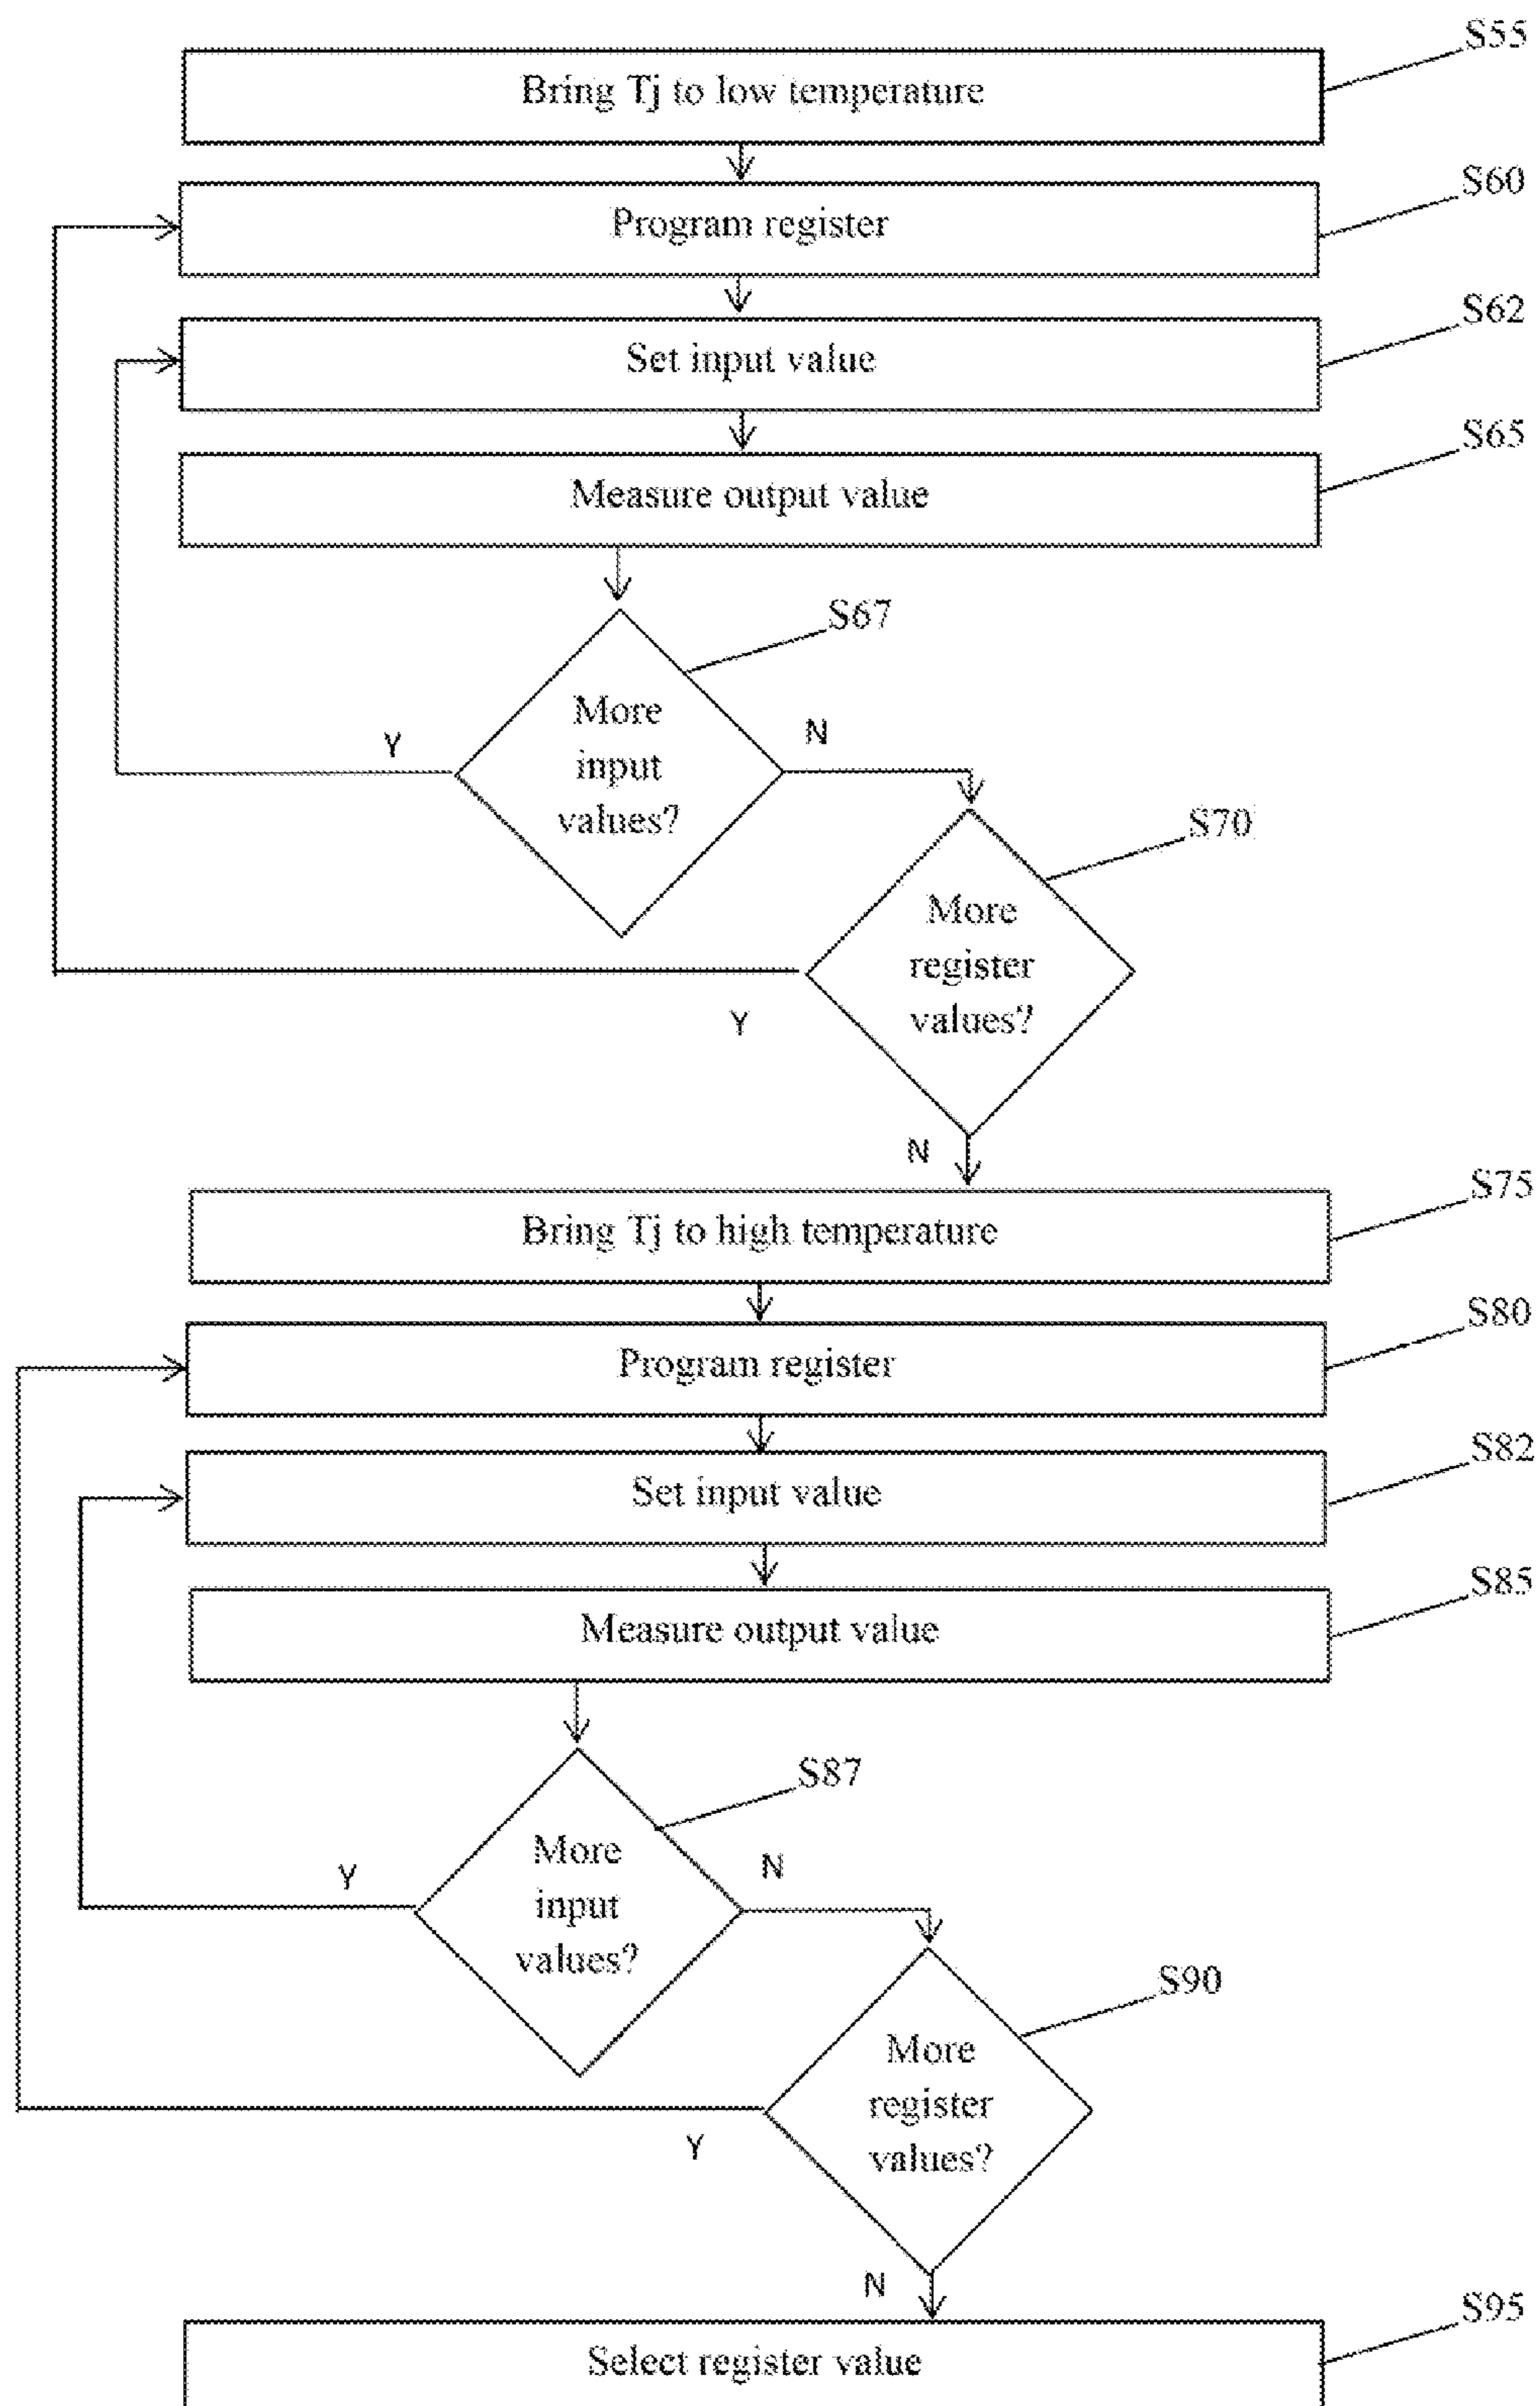 S55
Bring Tj to low temperature
S60
Program register
S62
Set input value
S65
Measure output value
S67
More
input
values?
Y
N
S70
More
register
values?
Y
N
S75
Bring Tj to high temperature
S80
Program register
S82
Set input value
S85
Measure output value
S87
More
input
values?
Y
N
S90
More
register
values?
Y
N
S95
Select register value